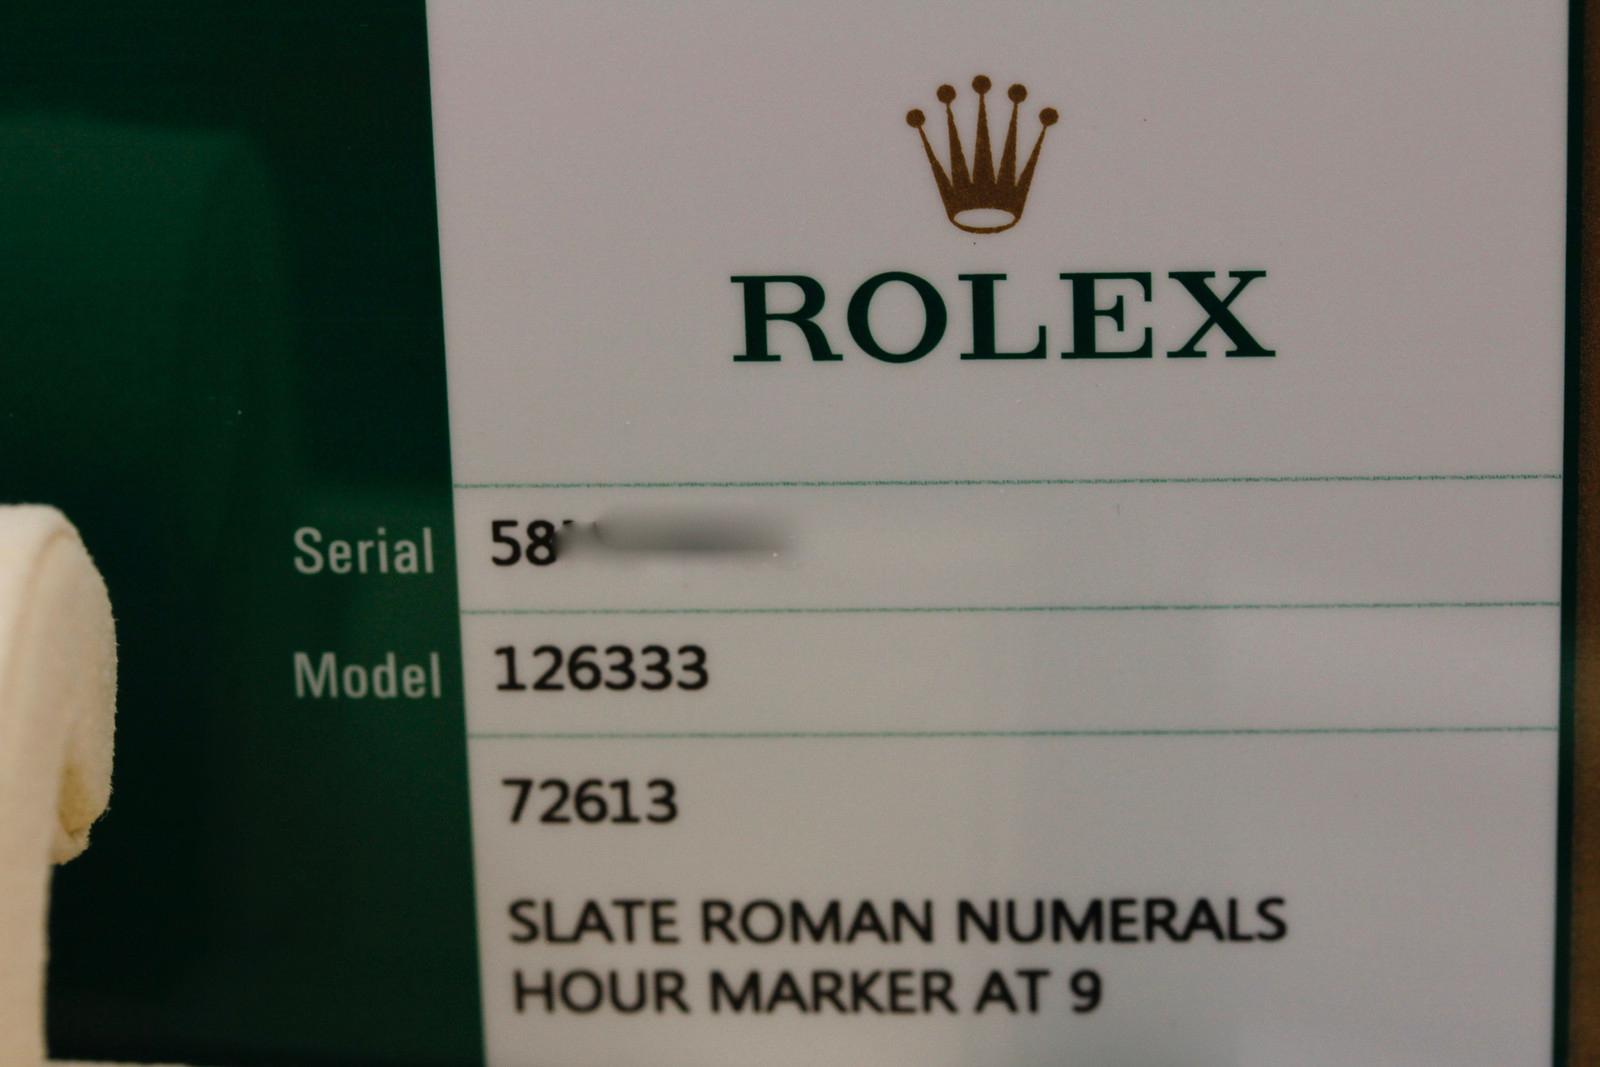 ROLEX
Serial 58
Model 126333
72613
SLATE ROMAN NUMERALS
HOUR MARKER AT 9